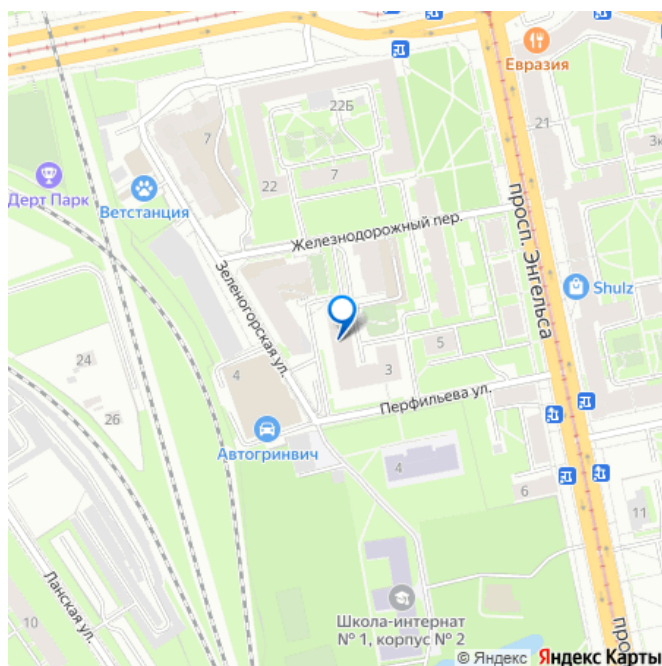 Евразия
22Б
21
7
3к
7
Дерт Парк
22
Ветстанция
Железнодорожный пер.
просп. Энгельса
Зеленогорская ул.
Shulz
24
5
4
3
26
Перфильева ул.
Автогринвич
4
6
11
Ланская ул.
10
Школа-интернат
№ 1, корпус № 2
про
© Яндекс Яндекс Карты